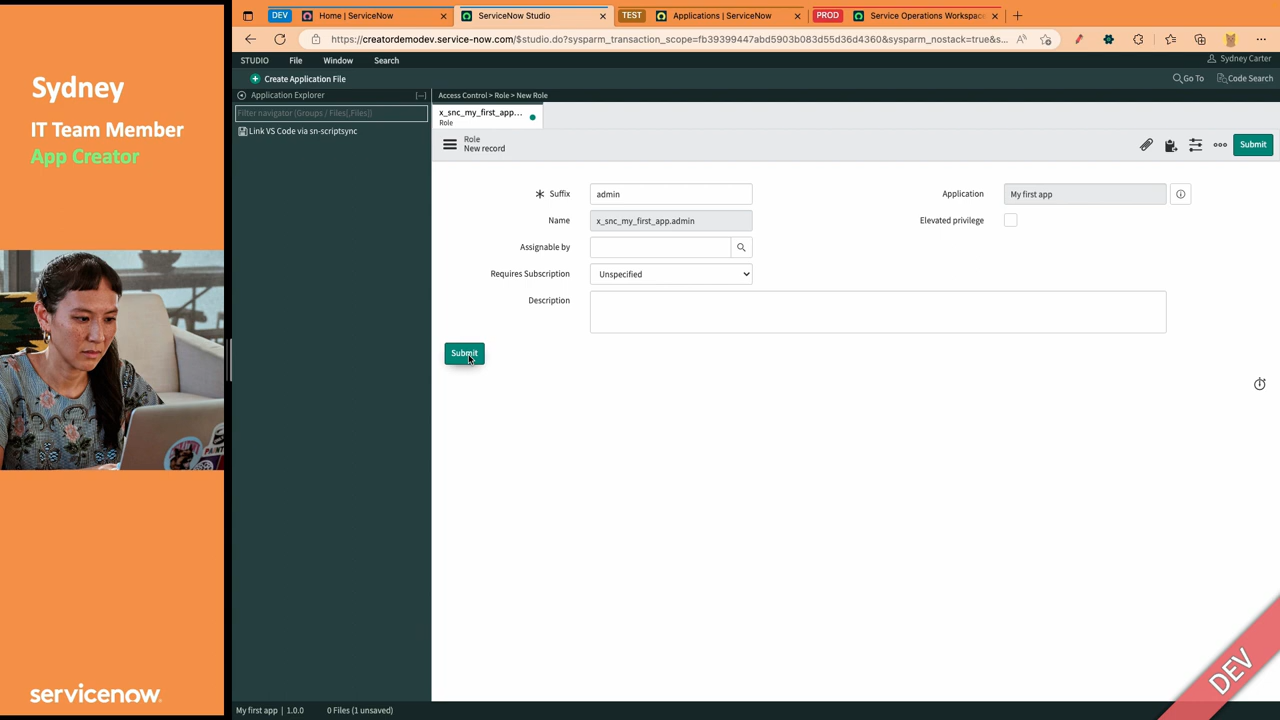 Sydney
IT Team Member
App Creator
servicenow
DEV
Home | ServiceNow
ServiceNow Studio
TEST
Applications | ServiceNow
PROD
Service Operations Workspac
https://creatordemodev.service-now.com/$studio.do?sysparm_transaction_scope=fb39399447abd5903b083d55d36d4360&sysparm_nostack=true&s...
STUDIO File Window Search
Sydney Carter
Create Application File
Go To
Code Search
Application Explorer
Access Control > Role > New Role
Filter navigator (Groups / Files(,Files))
Link VS Code via sn-scriptsync
x_snc_my_first_app...
Role
Role
New record
Submit
Suffix
admin
Application
My first app
Name
x_snc_my_first_app.admin
Elevated privilege
Assignable by
Requires Subscription
Unspecified
Description
Submit
DEV
My first app | 1.0.0 0 Files (1 unsaved)